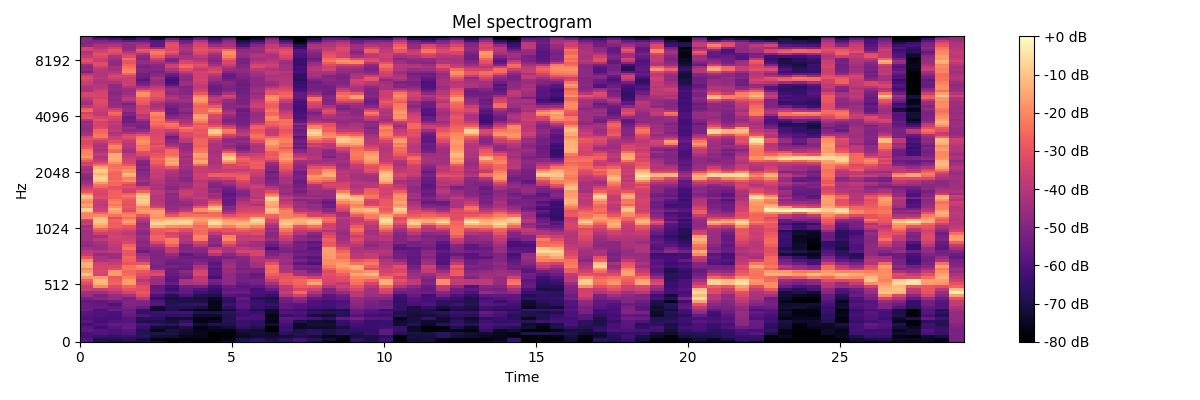 Mel spectrogram
8192
4096
2048
1024
512
0
Hz
0 5 10 15 20 25
Time
+0 dB
-10 dB
-20 dB
-30 dB
-40 dB
-50 dB
-60 dB
-70 dB
-80 dB